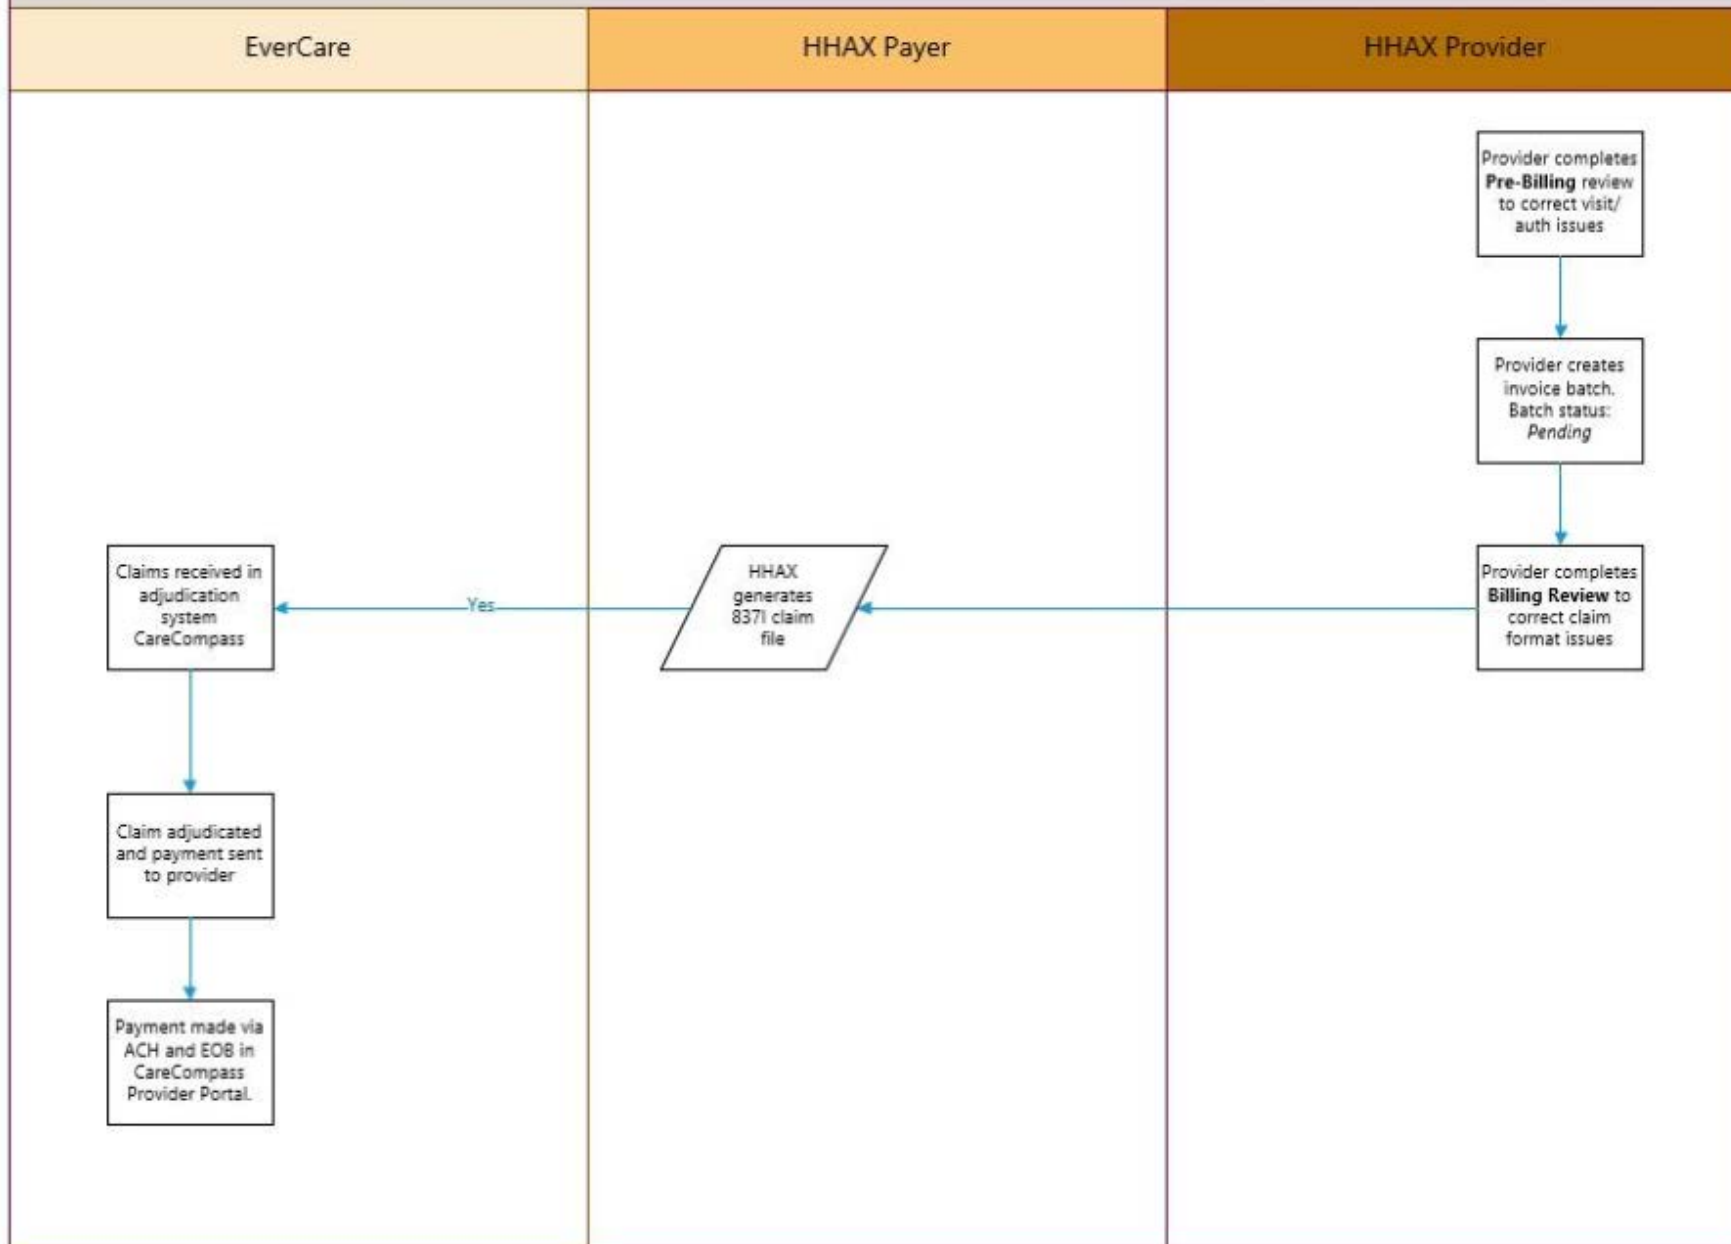 EverCare
HHAX Payer
HHAX Provider
Provider completes
Pre-Billing review
to correct visit/
auth issues
Provider creates
invoice batch.
Batch status:
Pending
Provider completes
Billing Review to
correct claim
format issues
HHAX
generates
837I claim
file
Yes
Claims received in
adjudication
system
CareCompass
Claim adjudicated
and payment sent
to provider
Payment made via
ACH and EOB in
CareCompass
Provider Portal.